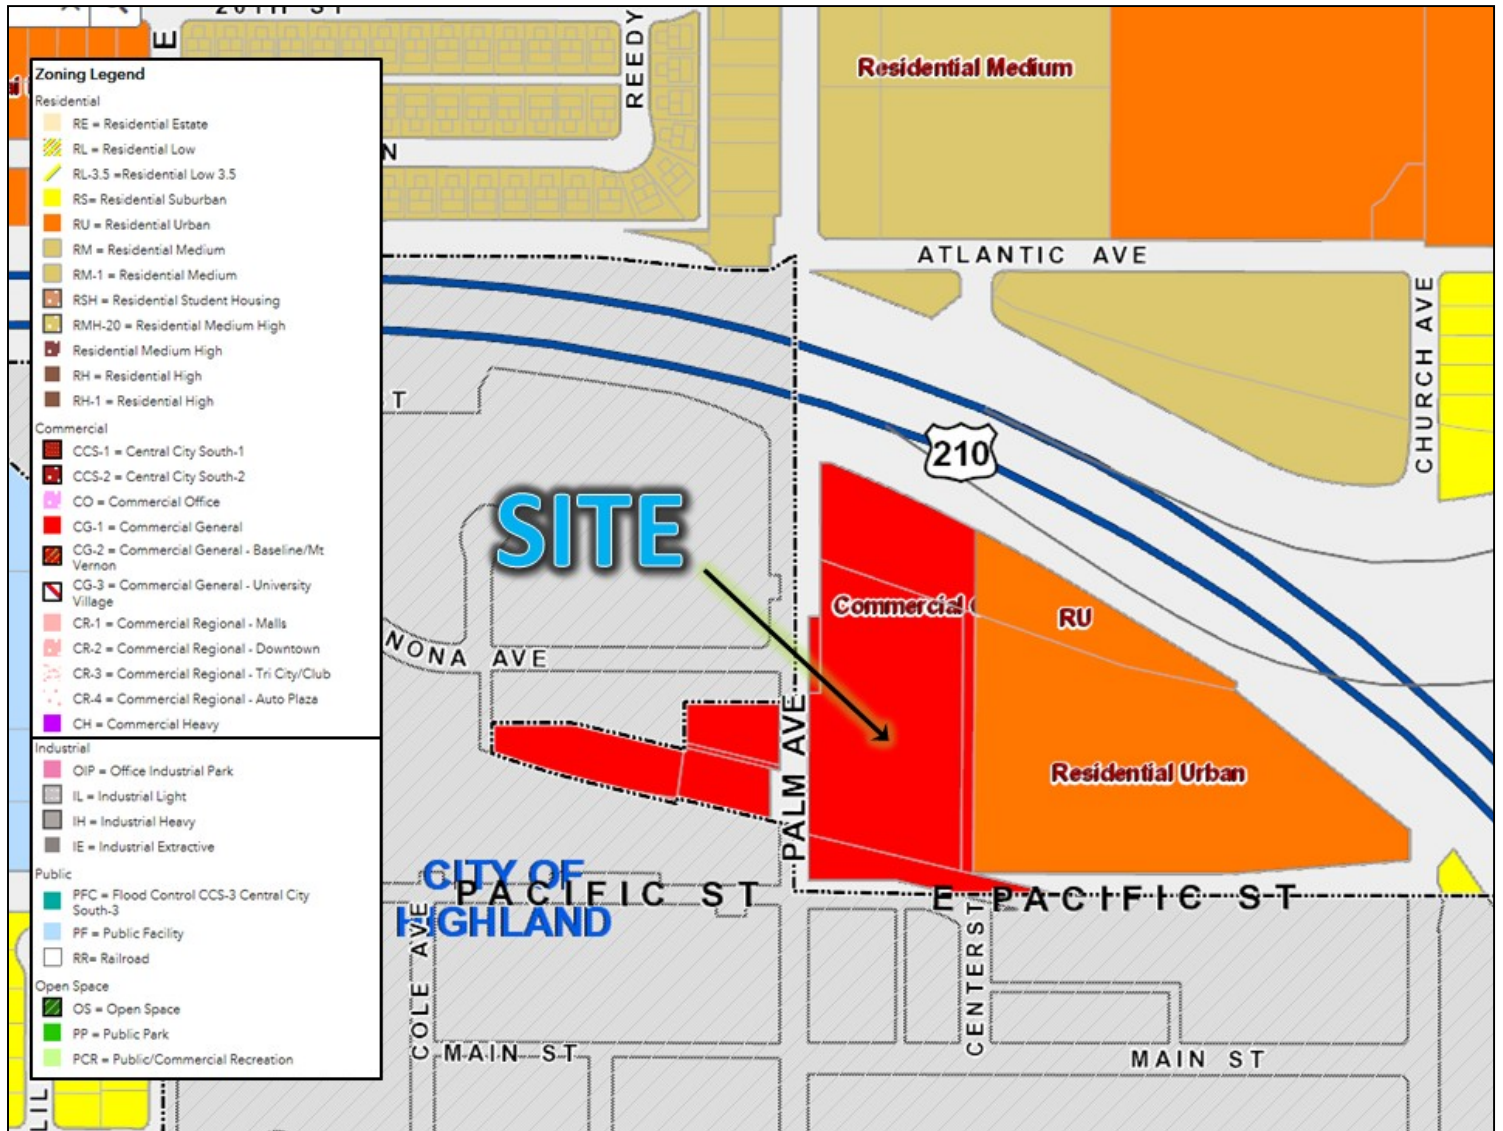 20TH ST
E
REEDY
N
Residential Medium
ATLANTIC AVE
CHURCH AVE
Zoning Legend
Residential
RE = Residential Estate
RL = Residential Low
RL-3.5 =Residential Low 3.5
RS= Residential Suburban
RU = Residential Urban
RM = Residential Medium
RM-1 = Residential Medium
RSH = Residential Student Housing
RMH-20 = Residential Medium High
Residential Medium High
RH = Residential High
RH-1 = Residential High
Commercial
CCS-1 = Central City South-1
CCS-2 = Central City South-2
CO = Commercial Office
CG-1 = Commercial General
CG-2 = Commercial General - Baseline/Mt
Vernon
CG-3 = Commercial General - University
Village
CR-1 = Commercial Regional - Malls
CR-2 = Commercial Regional - Downtown
CR-3 = Commercial Regional - Tri City/Club
CR-4 = Commercial Regional - Auto Plaza
CH = Commercial Heavy
Industrial
OIP = Office Industrial Park
IL = Industrial Light
IH = Industrial Heavy
IE = Industrial Extractive
Public
PFC = Flood Control CCS-3 Central City
South-3
PF = Public Facility
RR= Railroad
Open Space
OS = Open Space
PP = Public Park
PCR = Public/Commercial Recreation
T
210
SITE
Commercial
RU
NONA AVE
PALM AVE
Residential Urban
CITY OF
HIGHLAND
PACIFIC ST
E PACIFIC ST
COLE AVE
CENTER ST
MAIN ST
MAIN ST
LIL